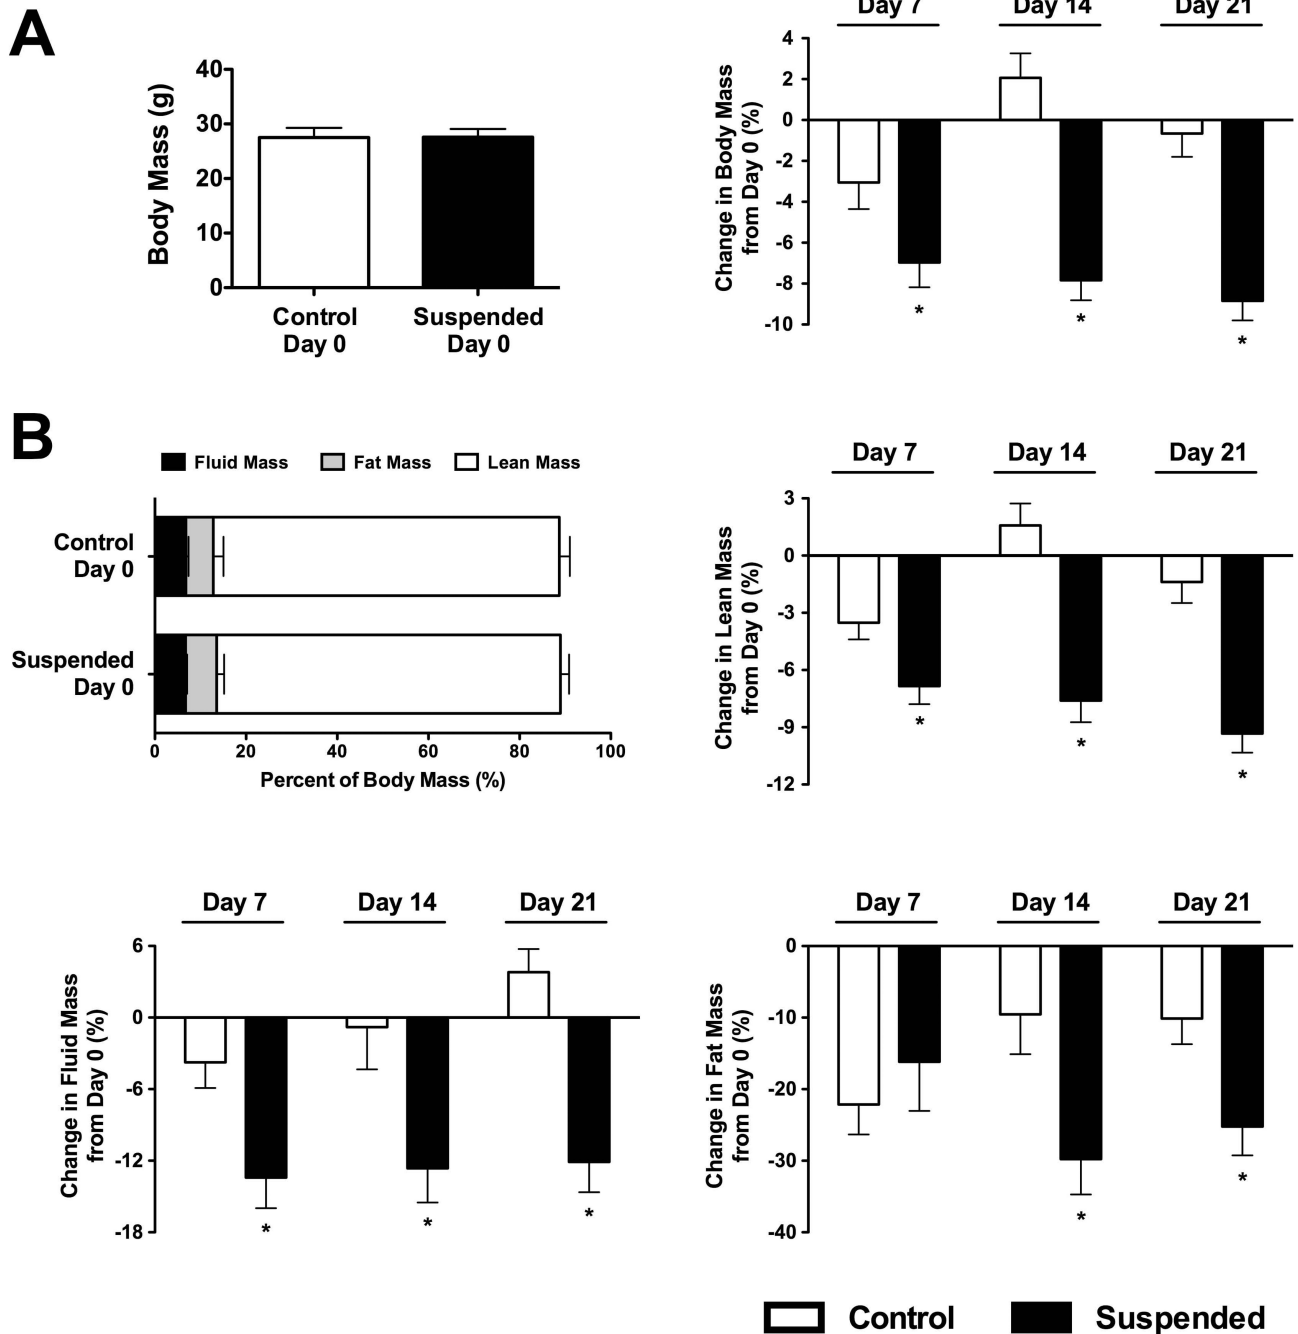 A
Body Mass (g)
40
30
20
10
0
Control
Day 0
Suspended
Day 0
Day 7
Day 14
Day 21
Change in Body Mass
from Day 0 (%)
4
2
0
-2
-4
-6
-8
-10
*
*
*
B
Fluid Mass
Fat Mass
Lean Mass
Control
Day 0
Suspended
Day 0
0
20
40
60
80
100
Percent of Body Mass (%)
Day 7
Day 14
Day 21
Change in Lean Mass
from Day 0 (%)
3
0
-3
-6
-9
-12
*
*
*
Day 7
Day 14
Day 21
Change in Fluid Mass
from Day 0 (%)
6
0
-6
-12
-18
*
*
*
Day 7
Day 14
Day 21
Change in Fat Mass
from Day 0 (%)
0
-10
-20
-30
-40
*
*
Control
Suspended